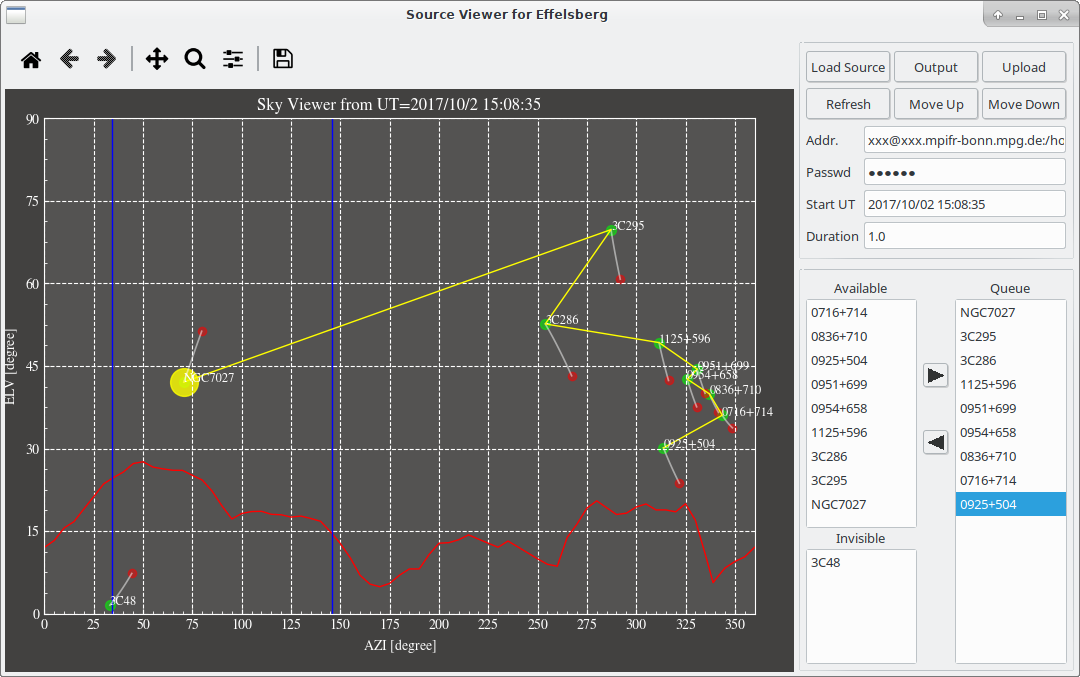 Source Viewer for Effelsberg
Sky Viewer from UT=2017/10/2 15:08:35
90
75
60
45
30
15
0
ELV [degree]
0 25 50 75 100 125 150 175 200 225 250 275 300 325 350
AZI [degree]
3C295
3C286
1125+596
0951+699
0954+658
0836+710
0716+714
0925+504
NGC7027
3C48
Load Source Output Upload
Refresh Move Up Move Down
Addr. xxx@xxx.mpifr-bonn.mpg.de:/ho
Passwd ●●●●●●
Start UT 2017/10/02 15:08:35
Duration 1.0
Available
0716+714
0836+710
0925+504
0951+699
0954+658
1125+596
3C286
3C295
NGC7027
Invisible
3C48
Queue
NGC7027
3C295
3C286
1125+596
0951+699
0954+658
0836+710
0716+714
0925+504